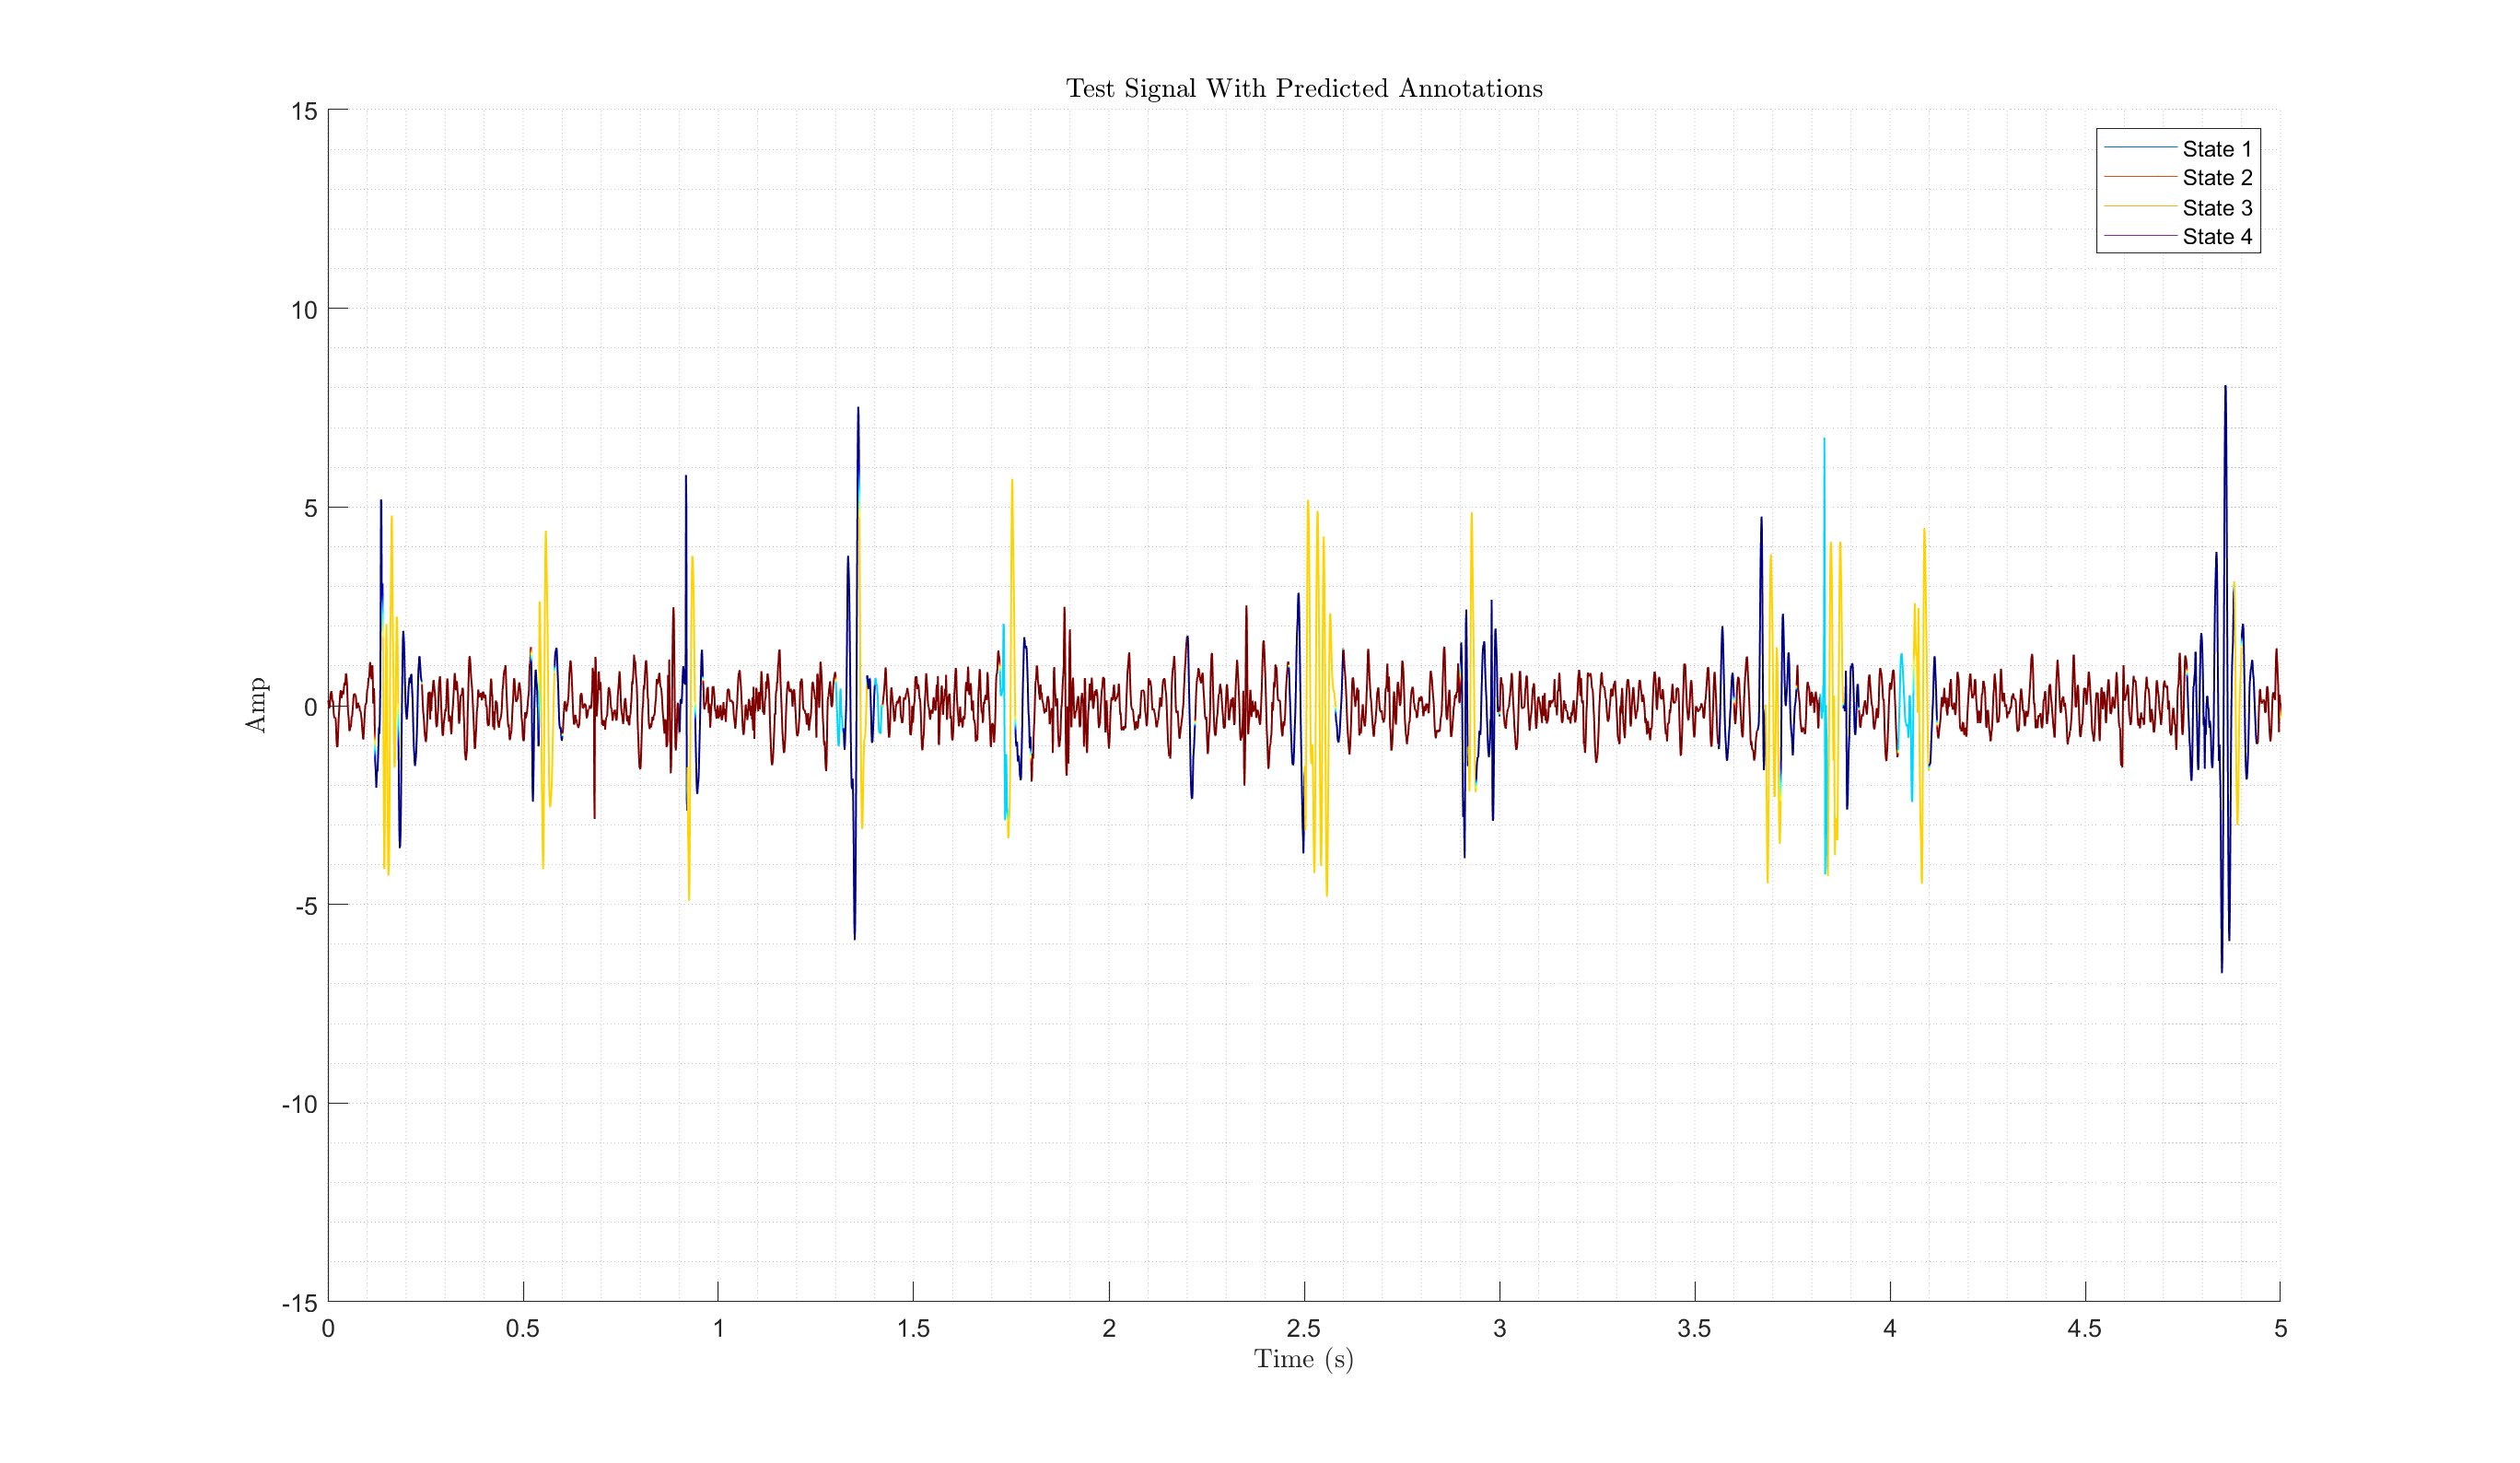 Test Signal With Predicted Annotations
15
10
5
0
-5
-10
-15
Amp
State 1
State 2
State 3
State 4
0 0.5 1 1.5 2 2.5 3 3.5 4 4.5 5
Time (s)